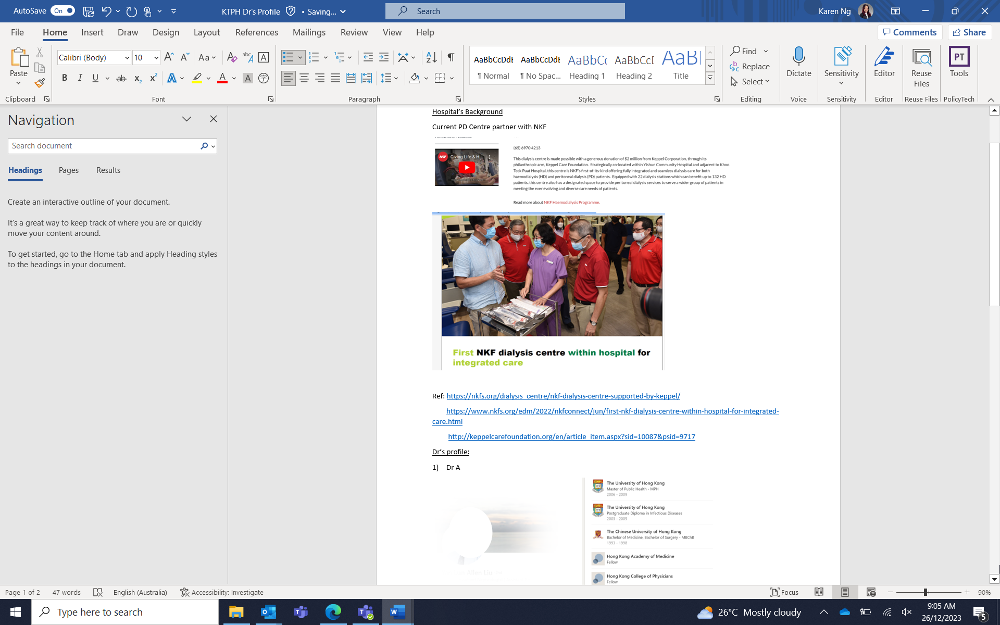 AutoSave On KTPH Dr's Profile • Saving... Search Karen Ng
File Home Insert Draw Design Layout References Mailings Review View Help Comments Share
Paste
Clipboard
Calibri (Body) 10 Aa abc A A
B I U ab x₂ x² A A A 字
Font
Paragraph
AaBbCcDdE AaBbCcDdE AaBbCc AaBbCcD AaB
¶ Normal ¶ No Spac... Heading 1 Heading 2 Title
Styles
Find
Replace
Select
Editing
Dictate
Voice
Sensitivity
Sensitivity
Editor
Editor
Reuse
Files
Reuse Files
PT
Tools
PolicyTech
Navigation
Search document
Headings Pages Results
Create an interactive outline of your document.
It's a great way to keep track of where you are or quickly
move your content around.
To get started, go to the Home tab and apply Heading styles
to the headings in your document.
Hospital's Background
Current PD Centre partner with NKF
NKF Giving Life & H...
(65) 6970 4213
This dialysis centre is made possible with a generous donation of $2 million from Keppel Corporation, through its
philanthropic arm, Keppel Care Foundation. Strategically co-located within Yishun Community Hospital and adjacent to Khoo
Teck Puat Hospital, this centre is NKF's first-of-its-kind offering fully integrated and seamless dialysis care for both
haemodialysis (HD) and peritoneal dialysis (PD) patients. Equipped with 22 dialysis stations which can benefit up to 132 HD
patients, this centre also has a designated space to provide peritoneal dialysis services to serve a wider group of patients in
meeting the ever evolving and diverse care needs of patients.
Read more about NKF Haemodialysis Programme.
First NKF dialysis centre within hospital for
integrated care
Ref: https://nkfs.org/dialysis_centre/nkf-dialysis-centre-supported-by-keppel/
https://www.nkfs.org/edm/2022/nkfconnect/jun/first-nkf-dialysis-centre-within-hospital-for-integrated-
care.html
http://keppelcarefoundation.org/en/article_item.aspx?sid=10087&psid=9717
Dr's profile:
1) Dr A
Allen Liu
The University of Hong Kong
Master of Public Health - MPH
2006 - 2009
The University of Hong Kong
Postgraduate Diploma in Infectious Diseases
2003 - 2005
The Chinese University of Hong Kong
Bachelor of Medicine, Bachelor of Surgery - MBChB
1993 - 1998
Hong Kong Academy of Medicine
Fellow
Hong Kong College of Physicians
Fellow
Page 1 of 2 47 words English (Australia) Accessibility: Investigate Focus 90%
Type here to search
26°C Mostly cloudy
9:05 AM
26/12/2023
5